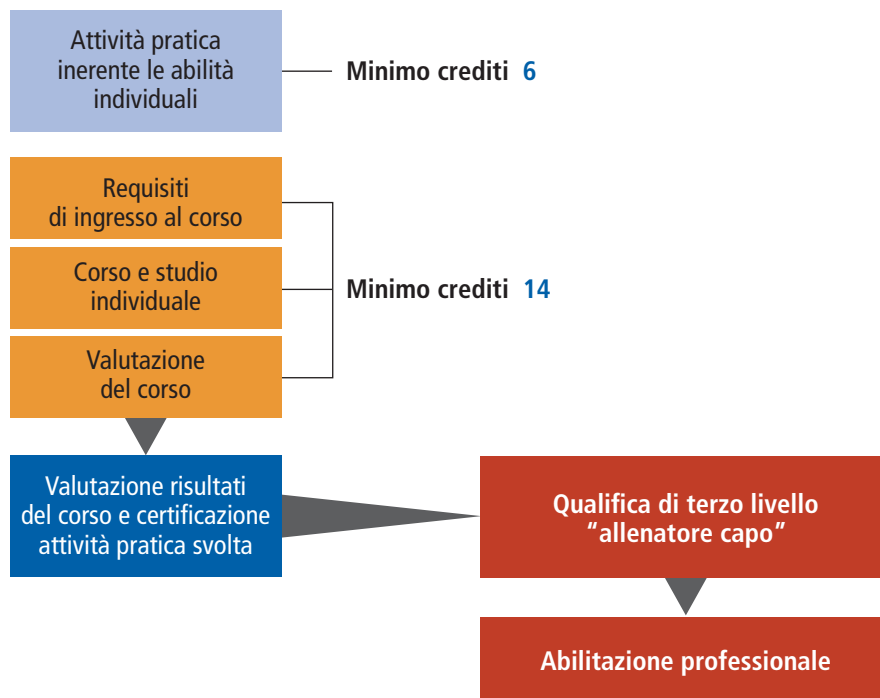 Attività pratica
inerente le abilità
individuali
Minimo crediti 6
Requisiti
di ingresso al corso
Corso e studio
individuale
Minimo crediti 14
Valutazione
del corso
Valutazione risultati
del corso e certificazione
attività pratica svolta
Qualifica di terzo livello
“allenatore capo”
Abilitazione professionale